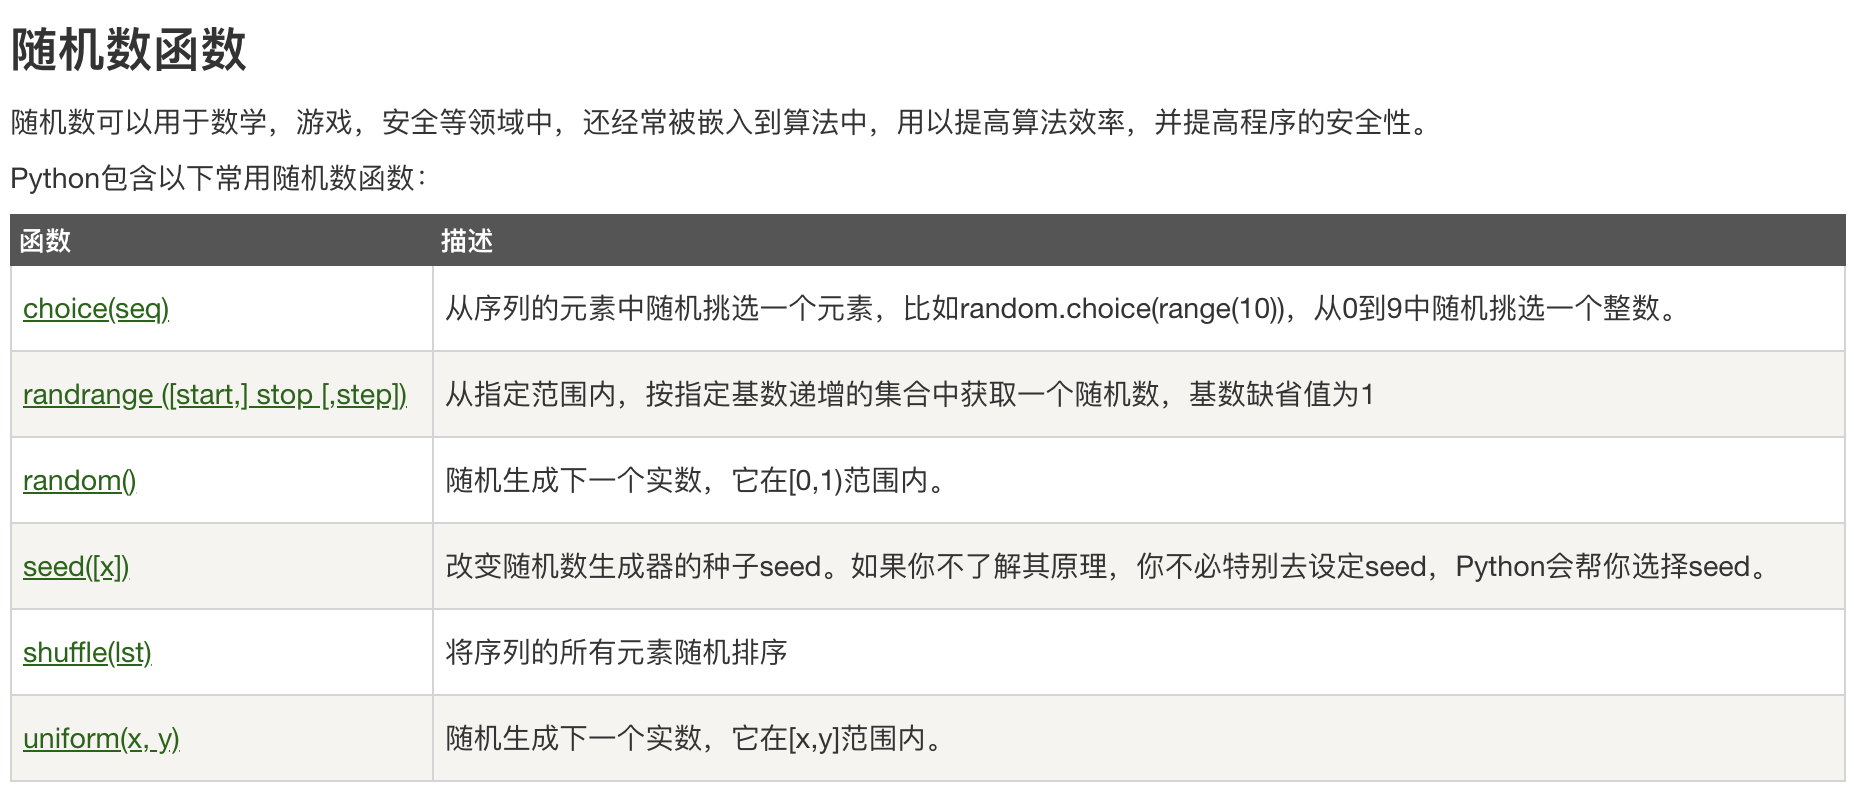 随机数函数
随机数可以用于数学，游戏，安全等领域中，还经常被嵌入到算法中，用以提高算法效率，并提高程序的安全性。
Python包含以下常用随机数函数：
函数 描述
choice(seq) 从序列的元素中随机挑选一个元素，比如random.choice(range(10))，从0到9中随机挑选一个整数。
randrange ([start,] stop [,step]) 从指定范围内，按指定基数递增的集合中获取一个随机数，基数缺省值为1
random() 随机生成下一个实数，它在[0,1)范围内。
seed([x]) 改变随机数生成器的种子seed。如果你不了解其原理，你不必特别去设定seed，Python会帮你选择seed。
shuffle(lst) 将序列的所有元素随机排序
uniform(x, y) 随机生成下一个实数，它在[x,y]范围内。